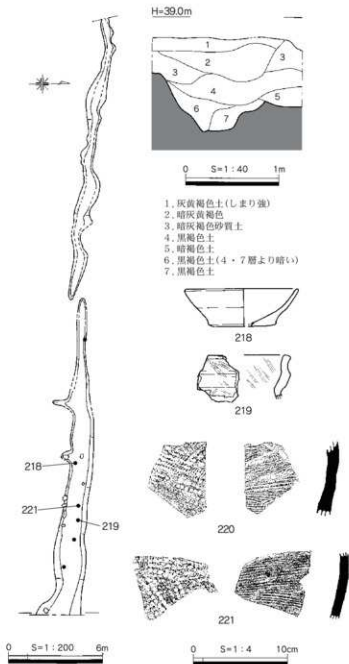 H=39.0m
1
2
3
3
4
5
6
7
0 S=1:40 1m
1, 灰黄褐色土(しまり強)
2, 暗灰黄褐色
3, 暗灰褐色砂質土
4, 黒褐色土
5, 暗褐色土
6, 黒褐色土(4・7層より暗い)
7, 黒褐色土
218
219
218
221
219
220
221
0 S=1:200 6m
0 S=1:4 10cm